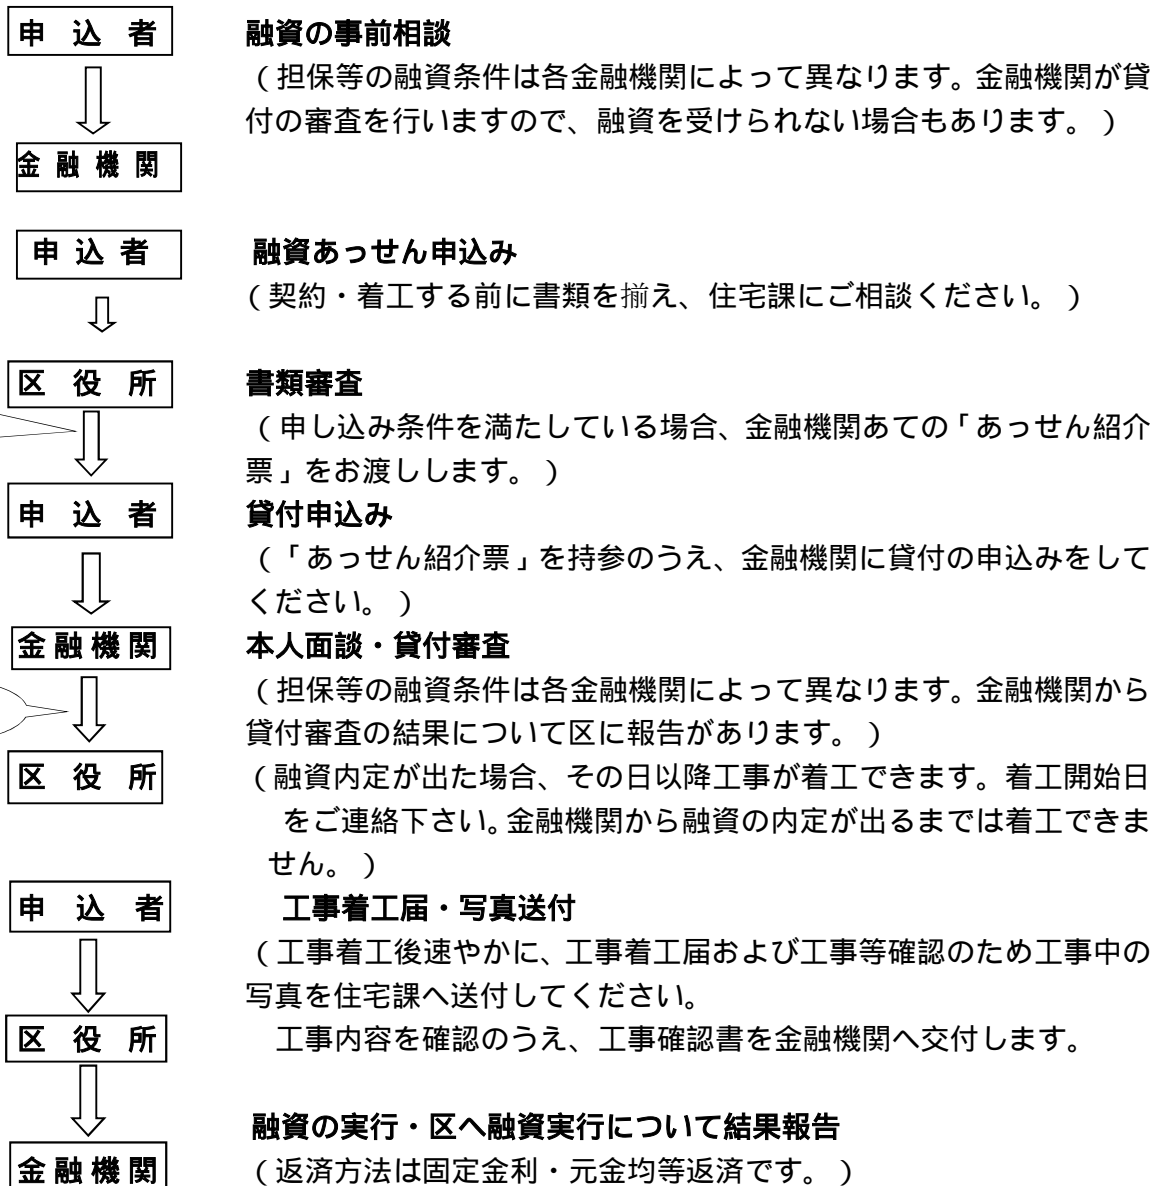 申込者
融資の事前相談
（担保等の融資条件は各金融機関によって異なります。金融機関が貸
付の審査を行いますので、融資を受けられない場合もあります。）
金融機関
申込者
融資あっせん申込み
（契約・着工する前に書類を揃え、住宅課にご相談ください。）
区役所
書類審査
（申し込み条件を満たしている場合、金融機関あての「あっせん紹介
票」をお渡しします。）
申込者
貸付申込み
（「あっせん紹介票」を持参のうえ、金融機関に貸付の申込みをして
ください。）
金融機関
本人面談・貸付審査
（担保等の融資条件は各金融機関によって異なります。金融機関から
貸付審査の結果について区に報告があります。）
区役所
（融資内定が出た場合、その日以降工事が着工できます。着工開始日
をご連絡下さい。金融機関から融資の内定が出るまでは着工できま
せん。）
申込者
工事着工届・写真送付
（工事着工後速やかに、工事着工届および工事等確認のため工事中の
写真を住宅課へ送付してください。
区役所
工事内容を確認のうえ、工事確認書を金融機関へ交付します。
融資の実行・区へ融資実行について結果報告
金融機関
（返済方法は固定金利・元金均等返済です。）